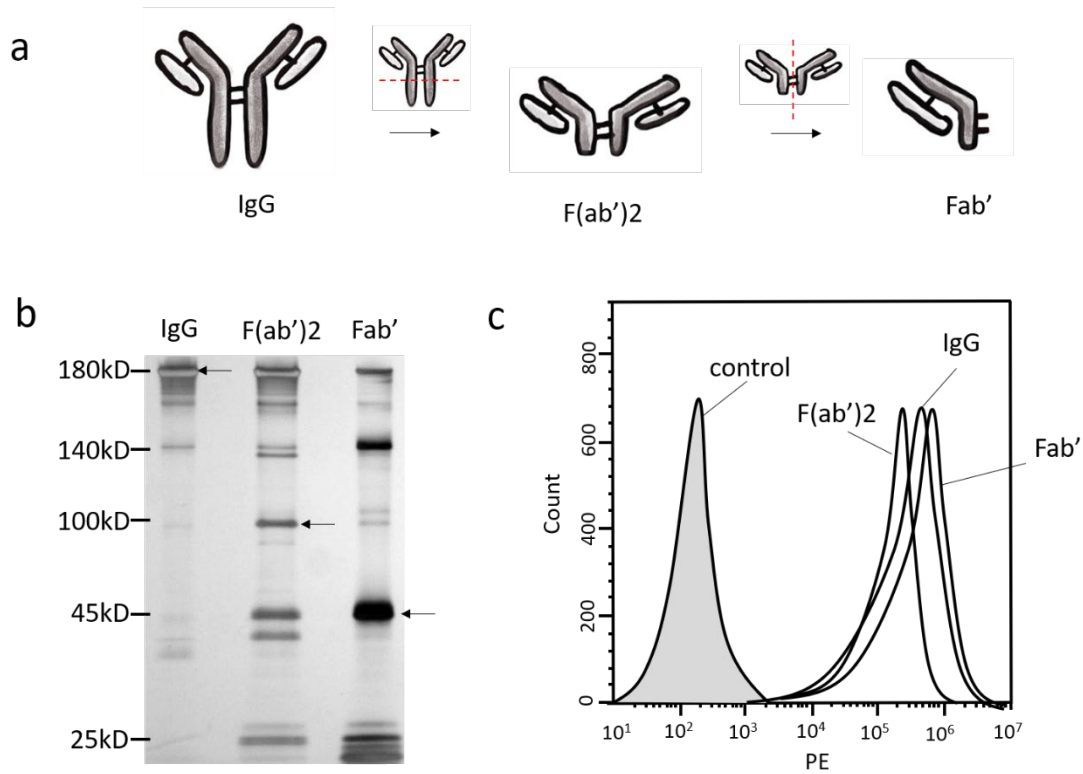 a
IgG
F(ab’)2
Fab’
b
IgG F(ab’)2 Fab’
180kD
140kD
100kD
45kD
25kD
c
control
IgG
F(ab’)2
Fab’
800
600
400
200
0
Count
10¹ 10² 10³ 10⁴ 10⁵ 10⁶ 10⁷
PE